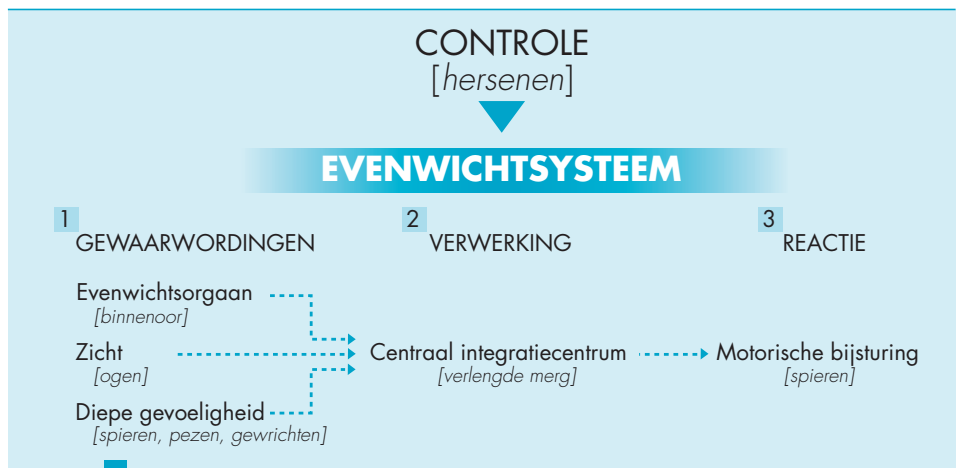 CONTROLE
[hersenen]
EVENWICHTSYSTEEM
1
GEWAARWORDINGEN
2
VERWERKING
3
REACTIE
Evenwichtsorgaan
[binnenoor]
Zicht
[ogen]
Diepe gevoeligheid
[spieren, pezen, gewrichten]
Centraal integratiecentrum
[verlengde merg]
Motorische bijsturing
[spieren]